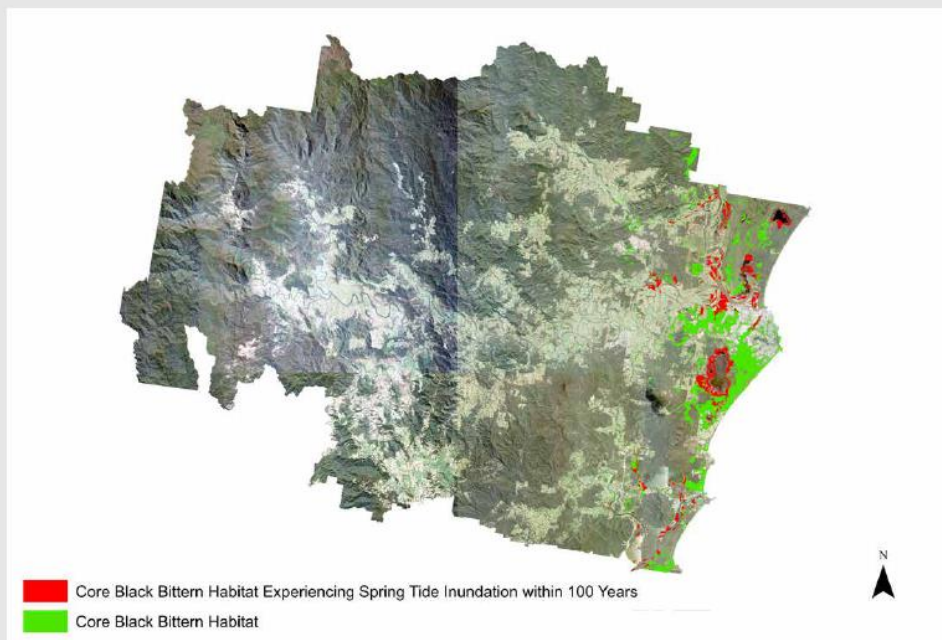 N
Core Black Bittern Habitat Experiencing Spring Tide Inundation within 100 Years
Core Black Bittern Habitat